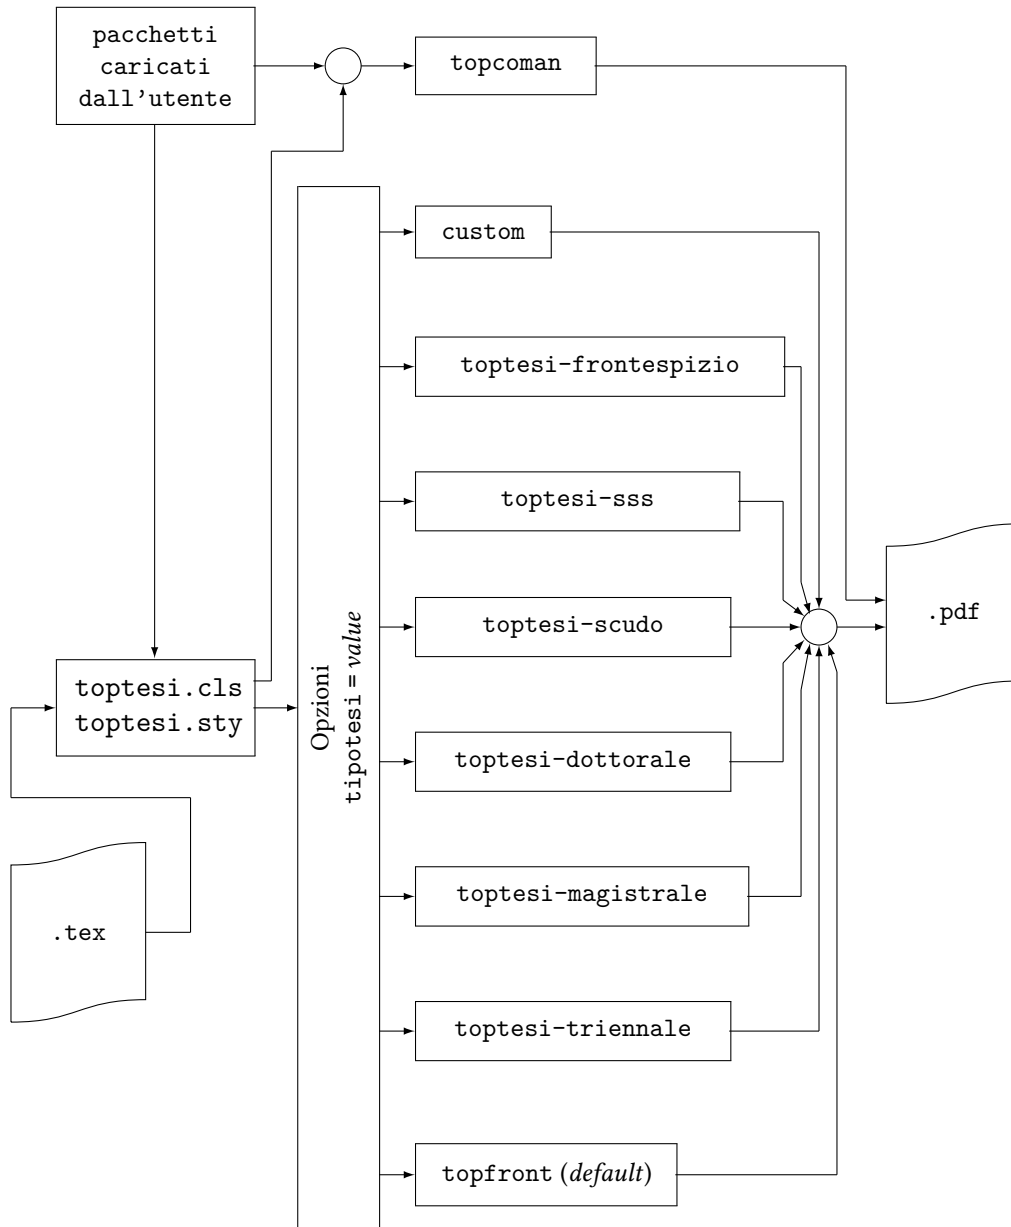 pacchetti
caricati
dall'utente
topcoman
custom
toptesi-frontespizio
toptesi-sss
toptesi-scudo
.pdf
toptesi.cls
toptesi.sty
Opzioni
tipotesi = value
toptesi-dottorale
toptesi-magistrale
.tex
toptesi-triennale
topfront (default)